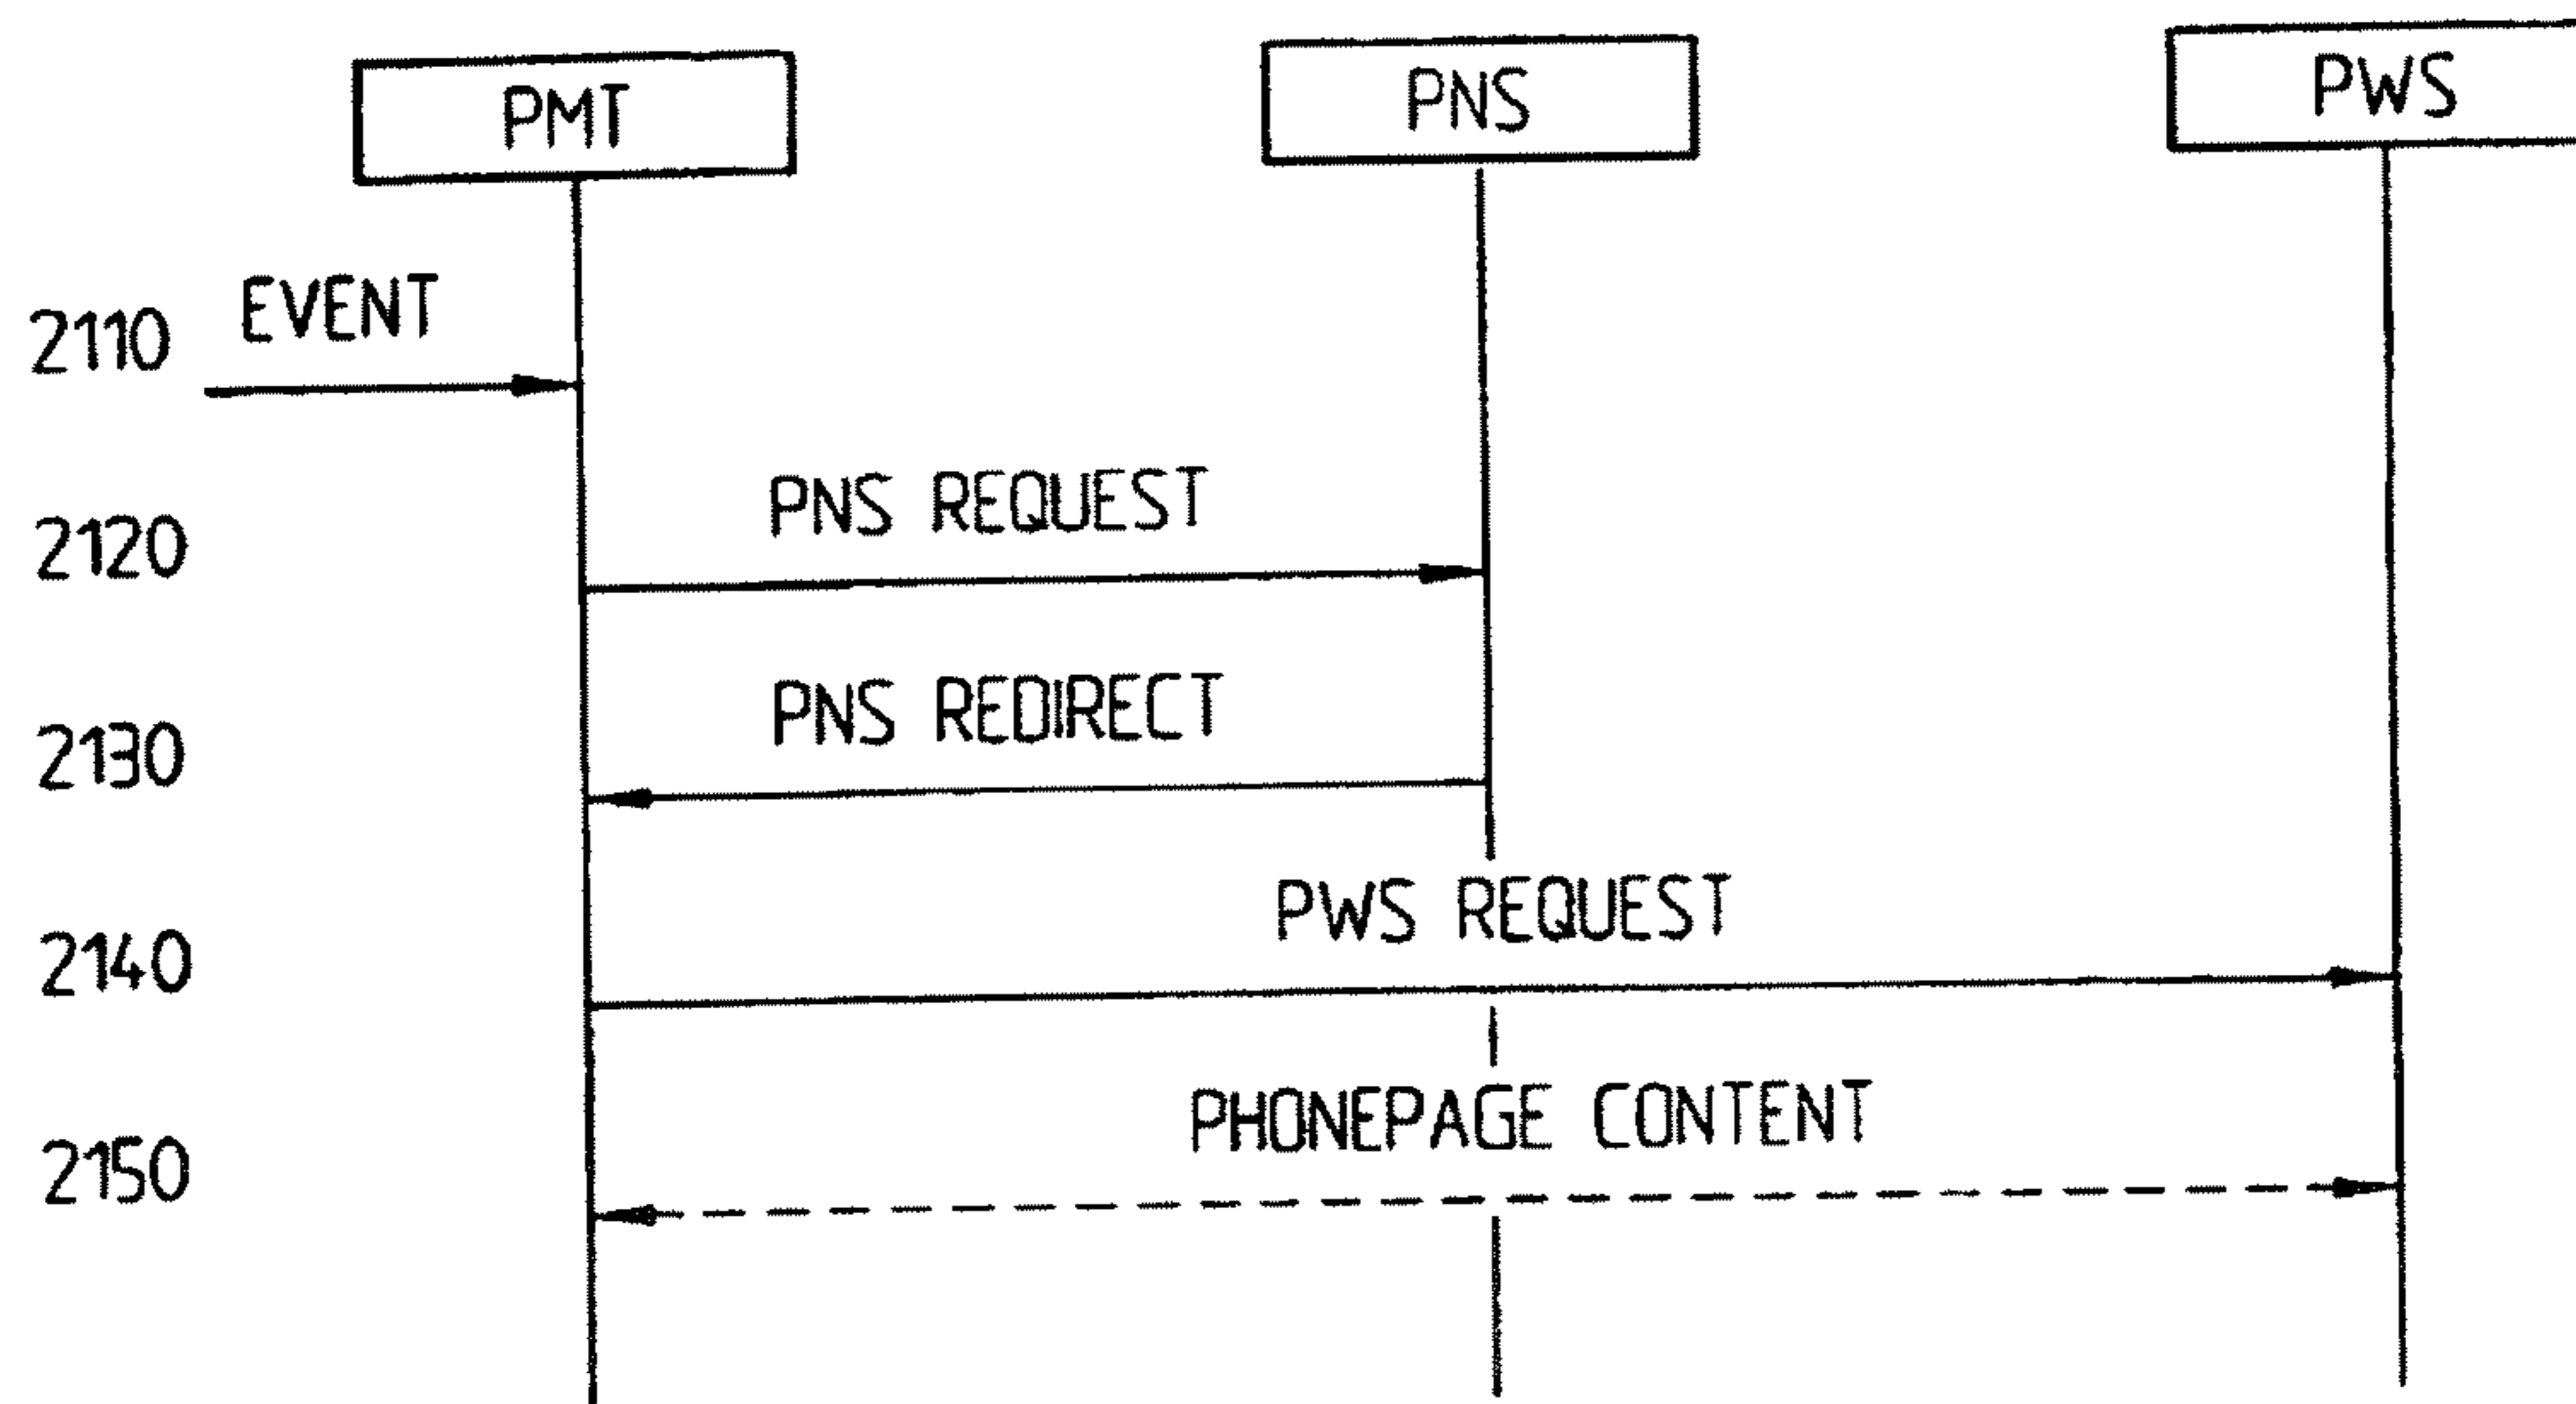 PMT PNS PWS
2110 EVENT
2120 PNS REQUEST
2130 PNS REDIRECT
2140 PWS REQUEST
2150 PHONEPAGE CONTENT